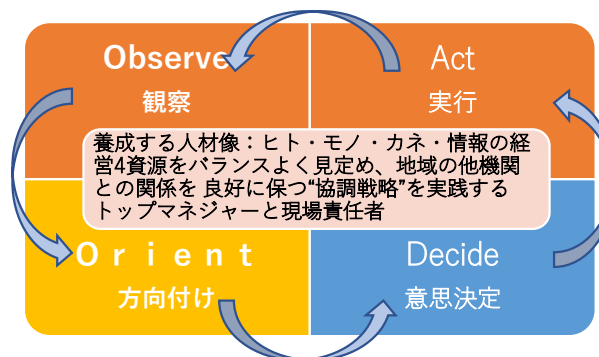 Observe
観察
Act
実行
養成する人材像：ヒト・モノ・カネ・情報の経
営4資源をバランスよく見定め、地域の他機関
との関係を 良好に保つ“協調戦略”を実践する
トップマネジャーと現場責任者
Ｏｒｉｅｎｔ
方向付け
Decide
意思決定